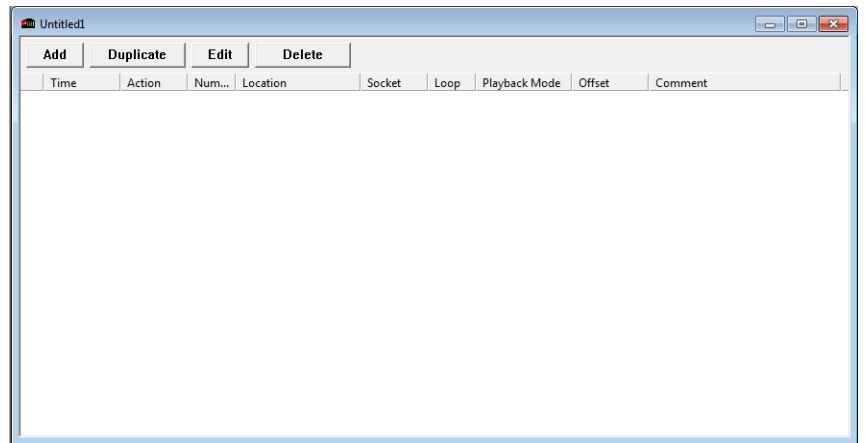 Untitled1
Add Duplicate Edit Delete
Time Action Num... Location Socket Loop Playback Mode Offset Comment